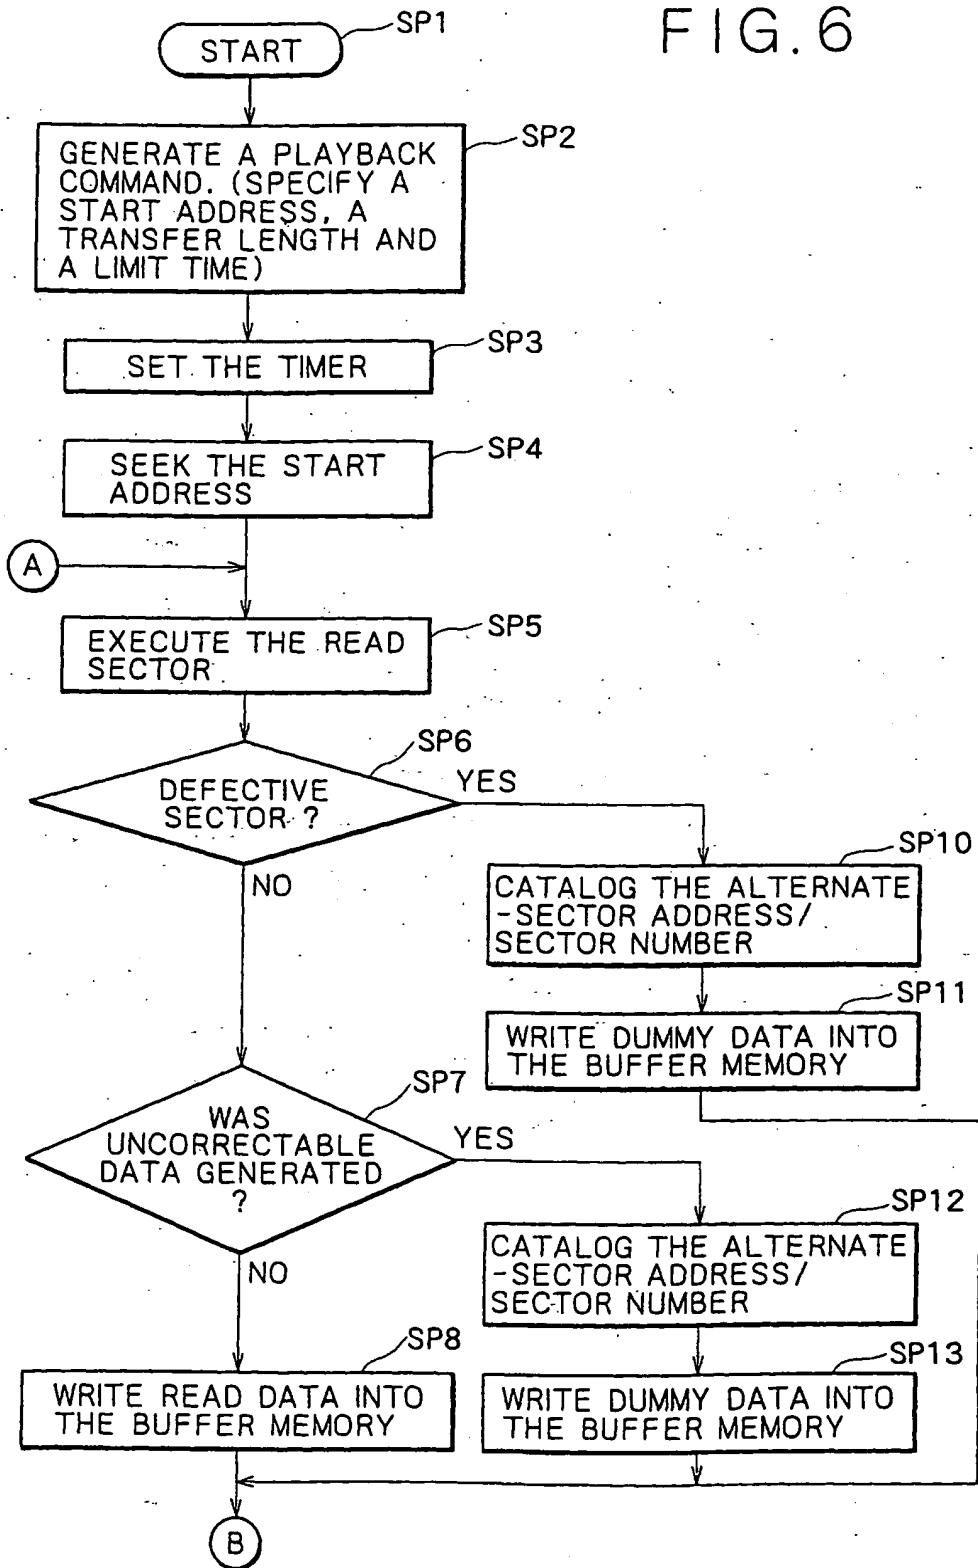 FIG.6
SP1
START
SP2
GENERATE A PLAYBACK
COMMAND. (SPECIFY A
START ADDRESS, A
TRANSFER LENGTH AND
A LIMIT TIME)
SP3
SET THE TIMER
SP4
SEEK THE START
ADDRESS
A
SP5
EXECUTE THE READ
SECTOR
SP6
DEFECTIVE
SECTOR ?
YES
NO
SP10
CATALOG THE ALTERNATE
-SECTOR ADDRESS/
SECTOR NUMBER
SP11
WRITE DUMMY DATA INTO
THE BUFFER MEMORY
SP7
WAS
UNCORRECTABLE
DATA GENERATED
?
YES
NO
SP12
CATALOG THE ALTERNATE
-SECTOR ADDRESS/
SECTOR NUMBER
SP8
WRITE READ DATA INTO
THE BUFFER MEMORY
SP13
WRITE DUMMY DATA INTO
THE BUFFER MEMORY
B